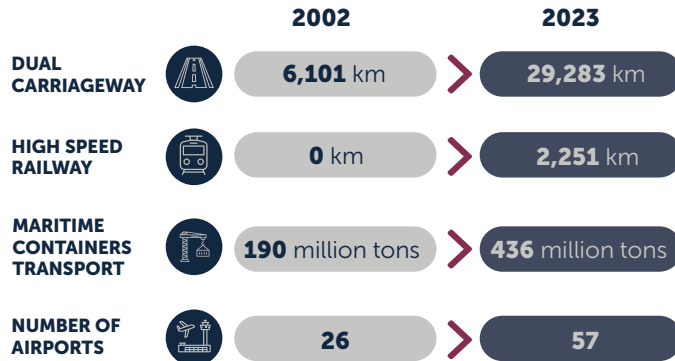 2002 2023
DUAL
CARRIAGEWAY
6,101 km 29,283 km
HIGH SPEED
RAILWAY
0 km 2,251 km
MARITIME
CONTAINERS
TRANSPORT
190 million tons 436 million tons
NUMBER OF
AIRPORTS
26 57